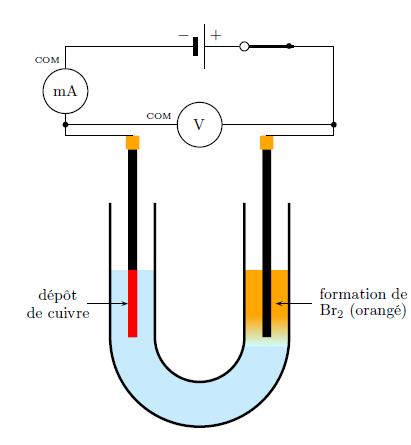 − +
COM
mA
COM
V
dépôt
de cuivre
formation de
Br₂ (orangé)